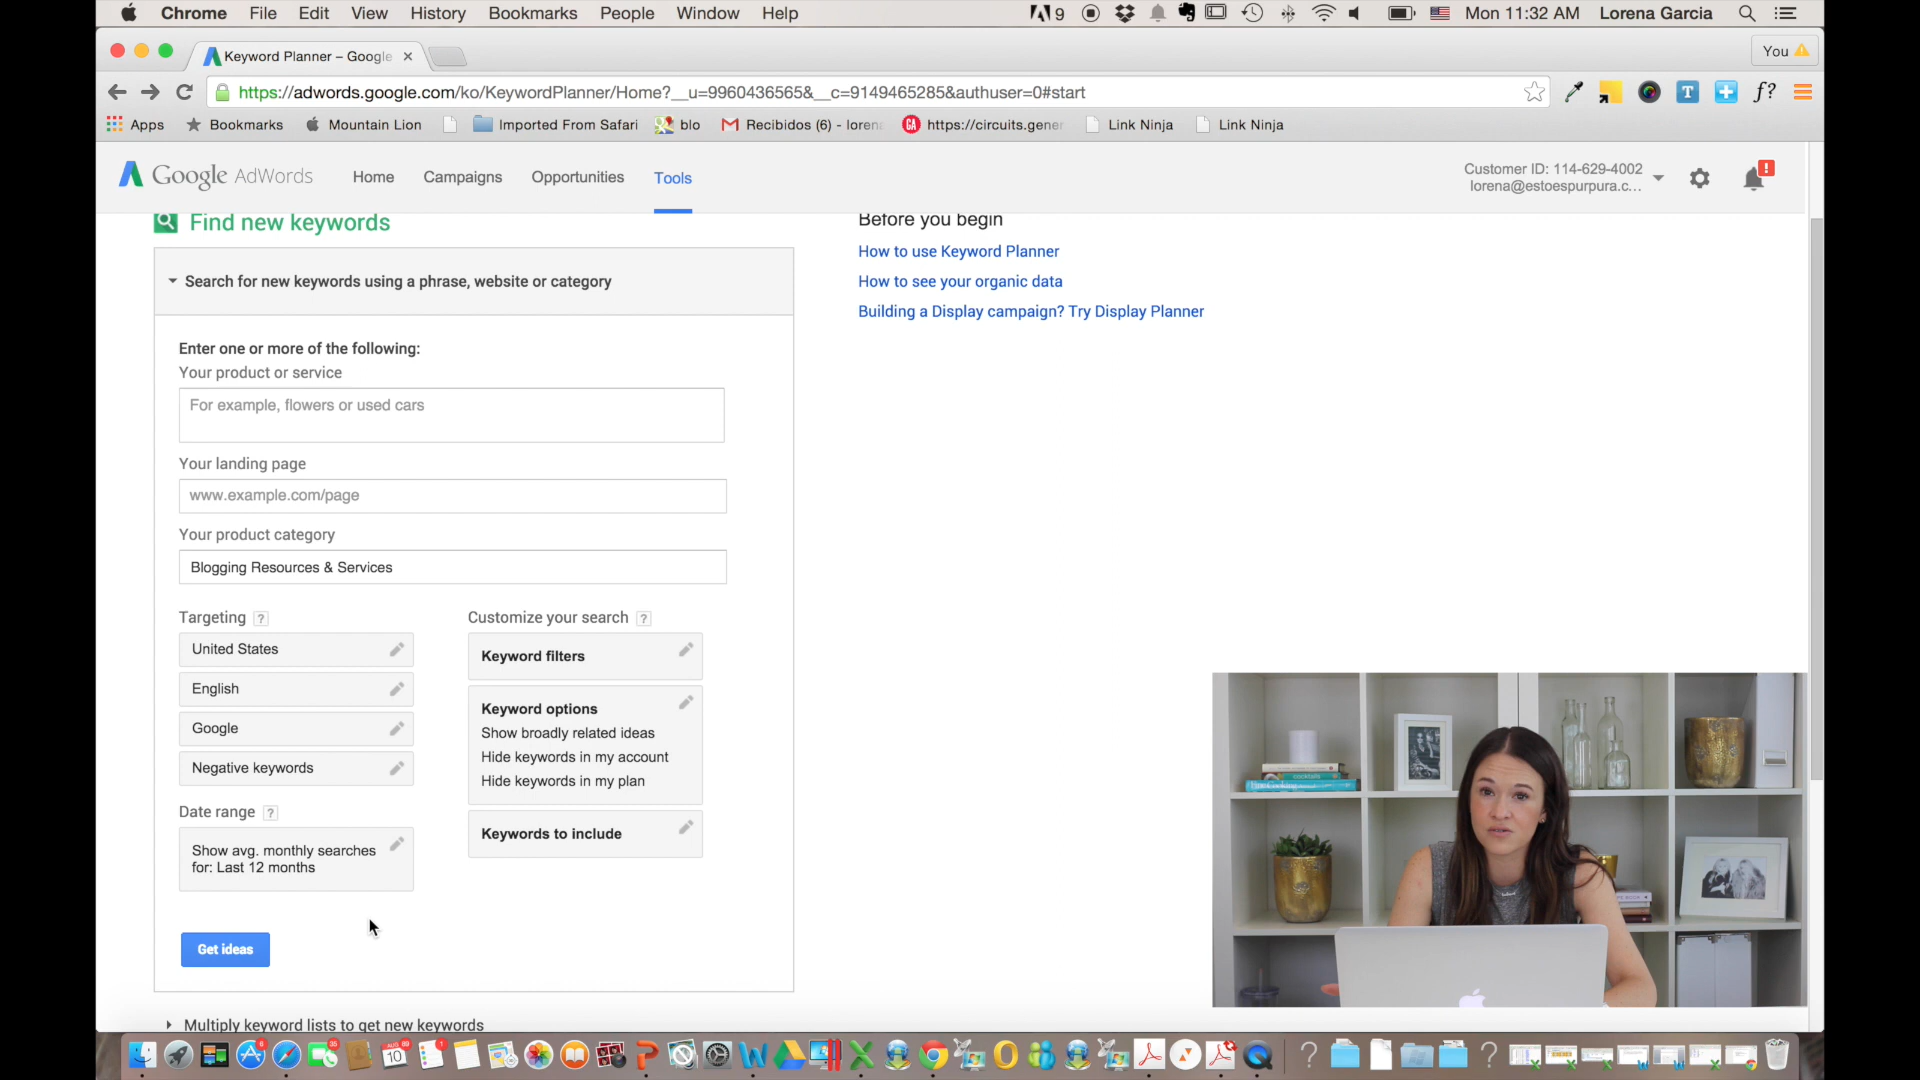 Chrome File Edit View History Bookmarks People Window Help 9 Mon 11:32 AM Lorena Garcia
Keyword Planner – Google
You
https://adwords.google.com/ko/KeywordPlanner/Home?__u=9960436565&__c=9149465285&authuser=0#start
Apps Bookmarks Mountain Lion Imported From Safari blo Recibidos (6) - loren https://circuits.gener Link Ninja Link Ninja
Google AdWords Home Campaigns Opportunities Tools
Customer ID: 114-629-4002
lorena@estoespurpura.c...
Find new keywords
Search for new keywords using a phrase, website or category
Enter one or more of the following:
Your product or service
For example, flowers or used cars
Your landing page
www.example.com/page
Your product category
Blogging Resources & Services
Targeting ?
United States
English
Google
Negative keywords
Date range ?
Show avg. monthly searches
for: Last 12 months
Customize your search ?
Keyword filters
Keyword options
Show broadly related ideas
Hide keywords in my account
Hide keywords in my plan
Keywords to include
Get ideas
Multiply keyword lists to get new keywords
Before you begin
How to use Keyword Planner
How to see your organic data
Building a Display campaign? Try Display Planner
cocktails